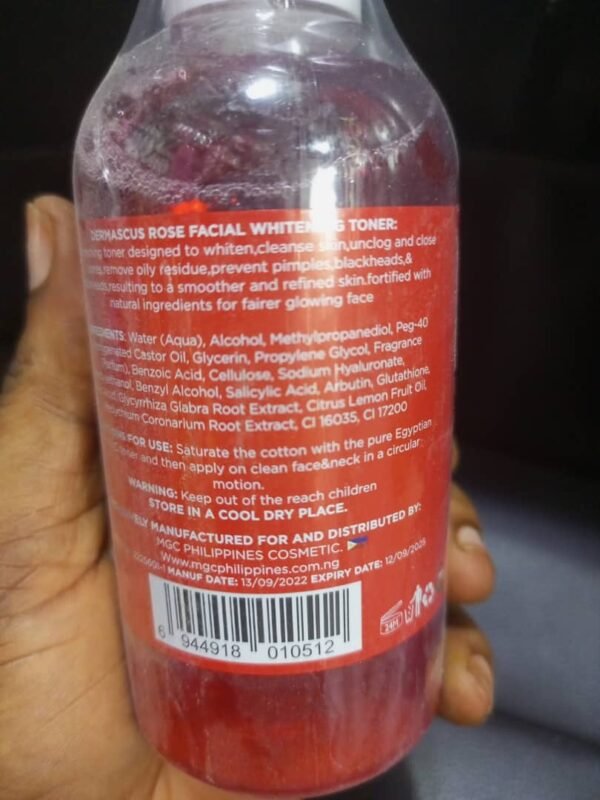 DERMASCUS ROSE FACIAL WHITENING TONER:
toner designed to whiten,cleanse skin,unclog and close
remove oily residue,prevent pimples,blackheads,&
resulting to a smoother and refined skin.fortified with
natural ingredients for fairer glowing face
Water (Aqua), Alcohol, Methylpropanediol, Peg-40
Castor Oil, Glycerin, Propylene Glycol, Fragrance
Benzoic Acid, Cellulose, Sodium Hyaluronate,
Benzyl Alcohol, Salicylic Acid, Arbutin, Glutathione,
Glycyrrhiza Glabra Root Extract, Citrus Lemon Fruit Oil,
Coronarium Root Extract, CI 16035, CI 17200
FOR USE: Saturate the cotton with the pure Egyptian
and then apply on clean face&neck in a circular
motion.
WARNING: Keep out of the reach children
STORE IN A COOL DRY PLACE.
MANUFACTURED FOR AND DISTRIBUTED BY:
MGC PHILIPPINES COSMETIC.
Www.mgcphilippines.com.ng
MANUF DATE: 13/09/2022 EXPIRY DATE: 12/09/2025
6 944918 010512
24M